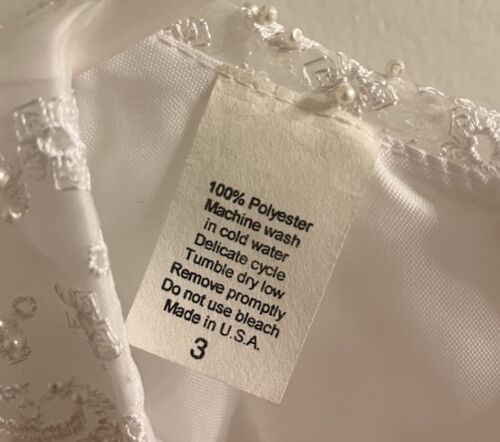 100% Polyester
Machine wash
in cold water
Delicate cycle
Tumble dry low
Remove promptly
Do not use bleach
Made in U.S.A.
3